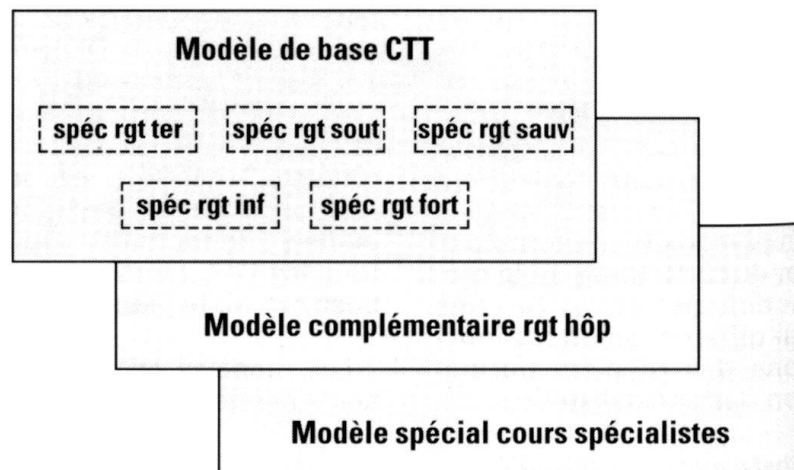 Modèle de base CTT
spéc rgt ter spéc rgt sout spéc rgt sauv
spéc rgt inf spéc rgt fort
Modèle complémentaire rgt hôp
Modèle spécial cours spécialistes